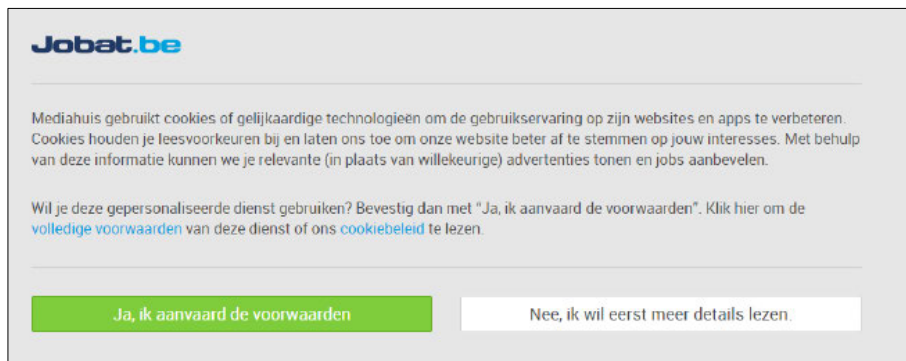 Jobat.be
Mediahuis gebruikt cookies of gelijkaardige technologieën om de gebruikservaring op zijn websites en apps te verbeteren.
Cookies houden je leesvoorkeuren bij en laten ons toe om onze website beter af te stemmen op jouw interesses. Met behulp
van deze informatie kunnen we je relevante (in plaats van willekeurige) advertenties tonen en jobs aanbevelen.
Wil je deze gepersonaliseerde dienst gebruiken? Bevestig dan met "Ja, ik aanvaard de voorwaarden". Klik hier om de
volledige voorwaarden van deze dienst of ons cookiebeleid te lezen.
Ja, ik aanvaard de voorwaarden
Nee, ik wil eerst meer details lezen.